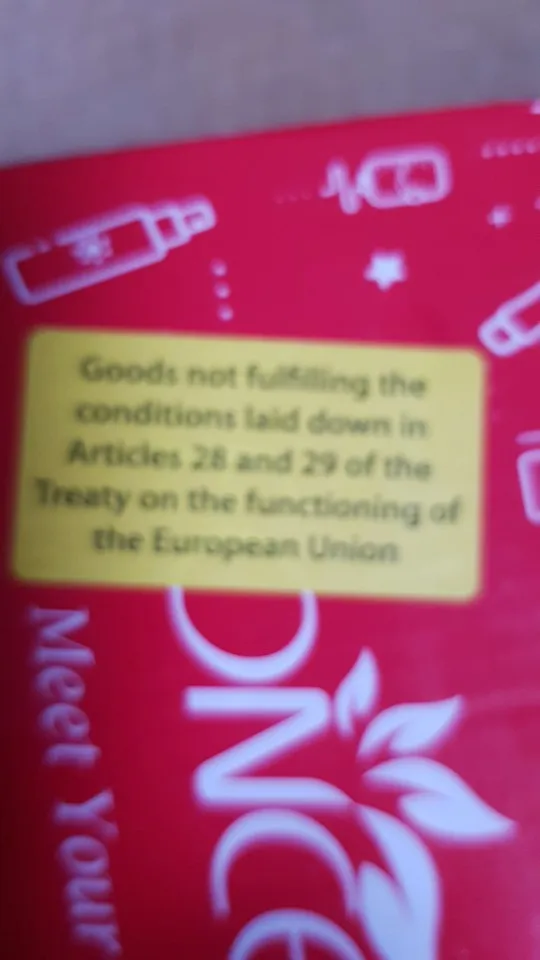 Goods not fulfilling the
conditions laid down in
Articles 28 and 29 of the
Treaty on the functioning of
the European Union
ONCe
Meet Your